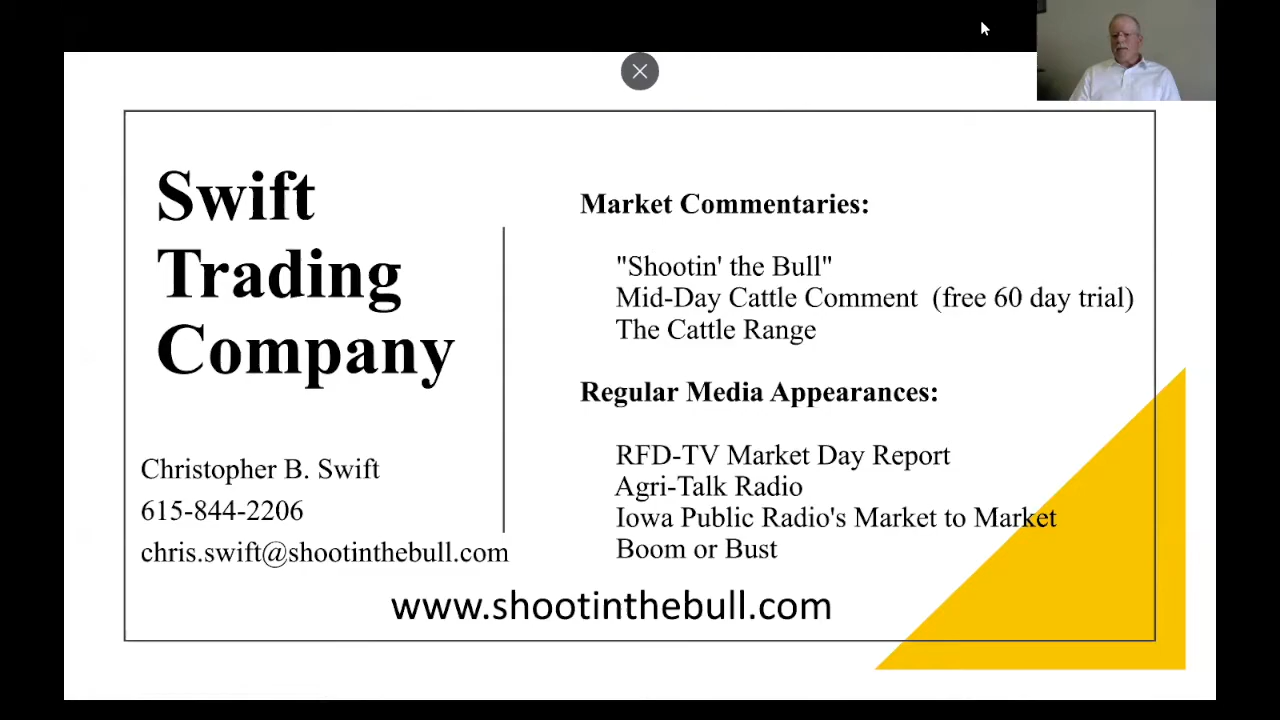 Swift
Trading
Company
Christopher B. Swift
615-844-2206
chris.swift@shootinthebull.com
Market Commentaries:
"Shootin' the Bull"
Mid-Day Cattle Comment (free 60 day trial)
The Cattle Range
Regular Media Appearances:
RFD-TV Market Day Report
Agri-Talk Radio
Iowa Public Radio's Market to Market
Boom or Bust
www.shootinthebull.com